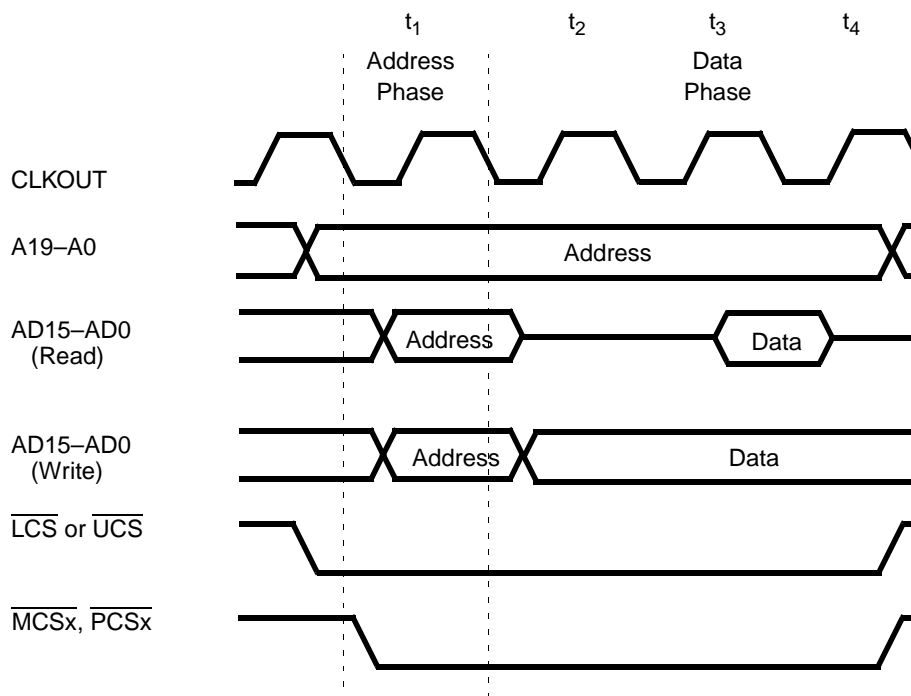 t1 t2 t3 t4
Address Phase
Data Phase
CLKOUT
A19–A0
Address
AD15–AD0
(Read)
Address
Data
AD15–AD0
(Write)
Address
Data
LCS or UCS
MCSx, PCSx